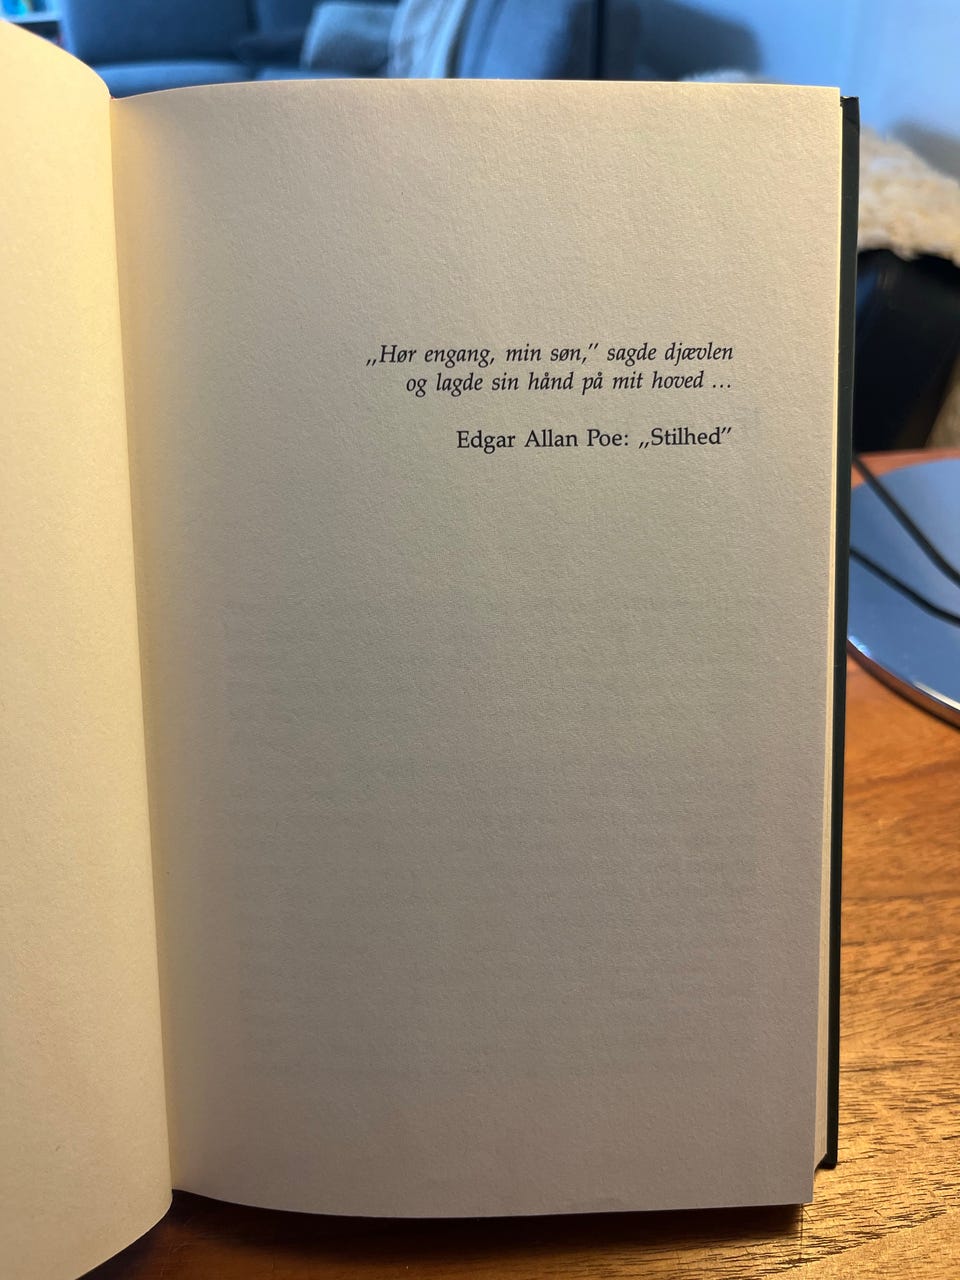 „Hør engang, min søn,” sagde djævlen
og lagde sin hånd på mit hoved …
Edgar Allan Poe: „Stilhed”